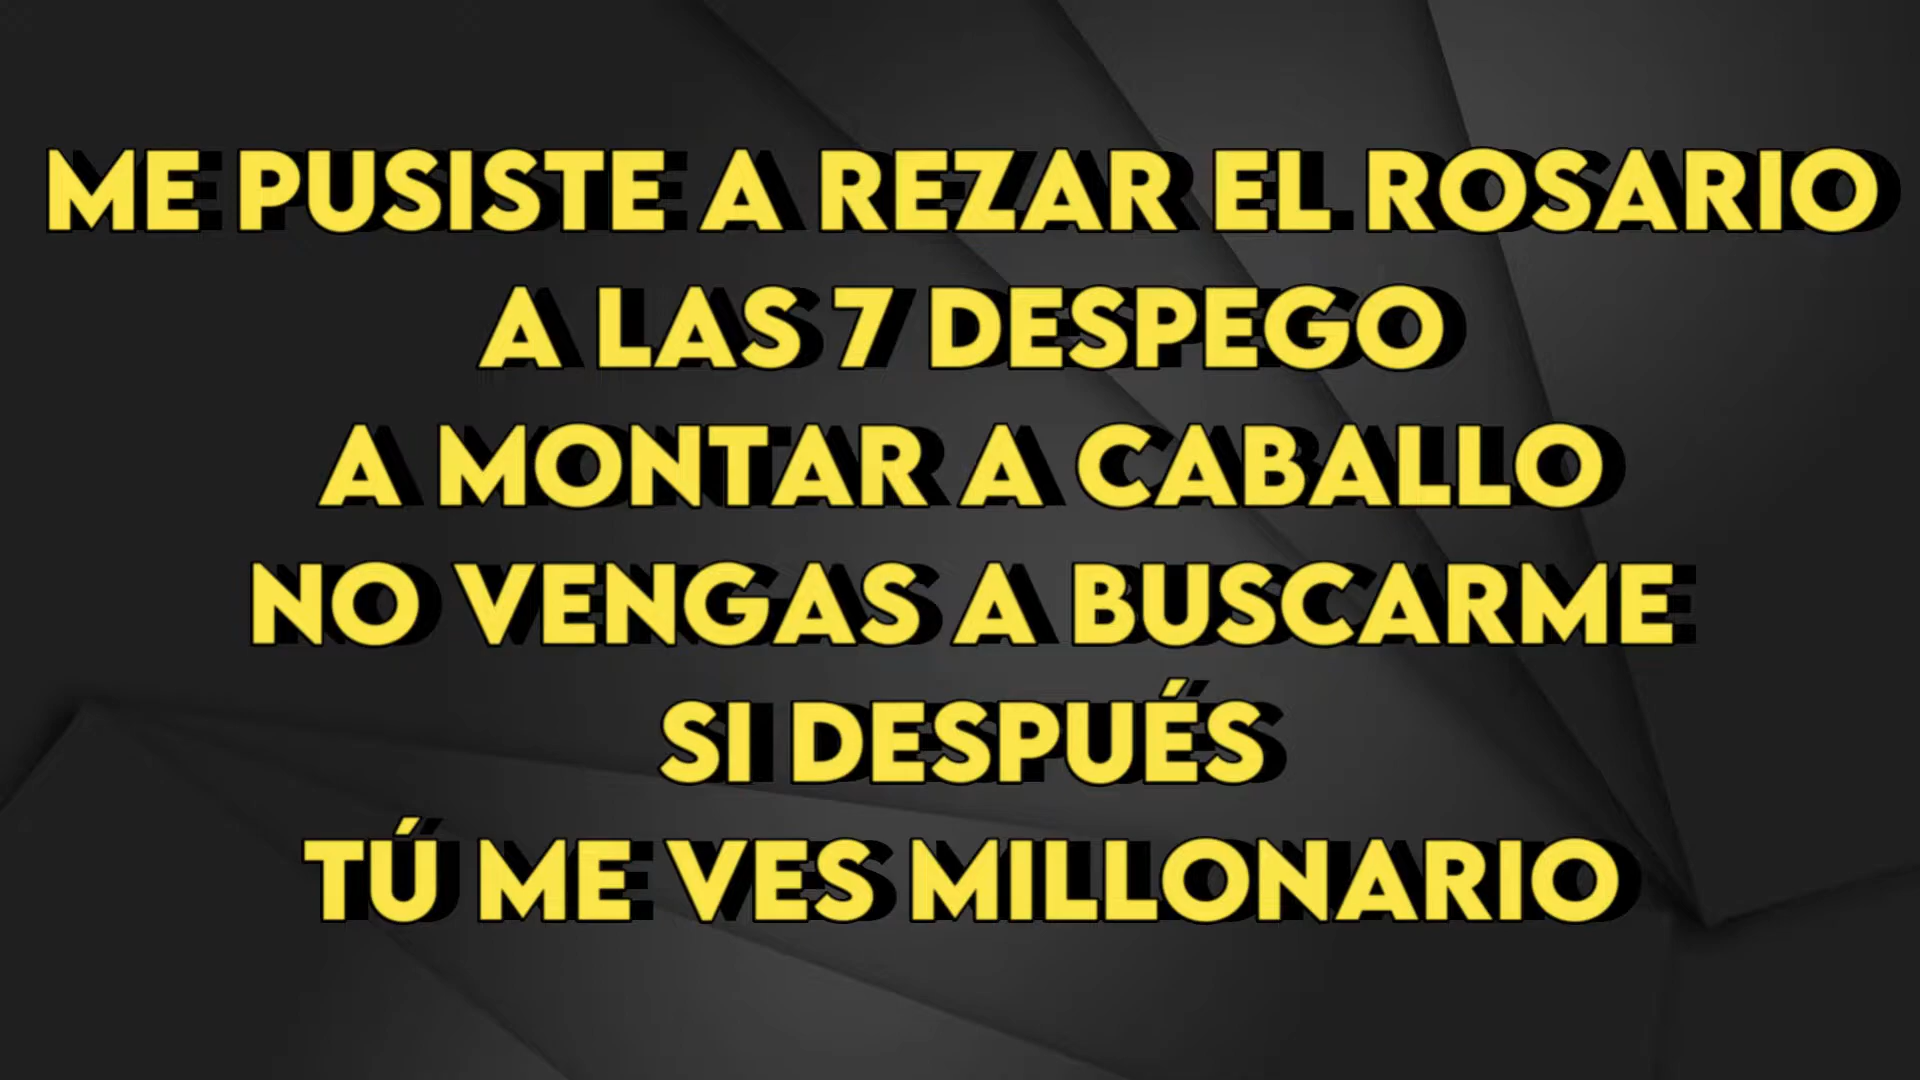 ME PUSISTE A REZAR EL ROSARIO
A LAS 7 DESPEGO
A MONTAR A CABALLO
NO VENGAS A BUSCARME
SI DESPUÉS
TÚ ME VES MILLONARIO